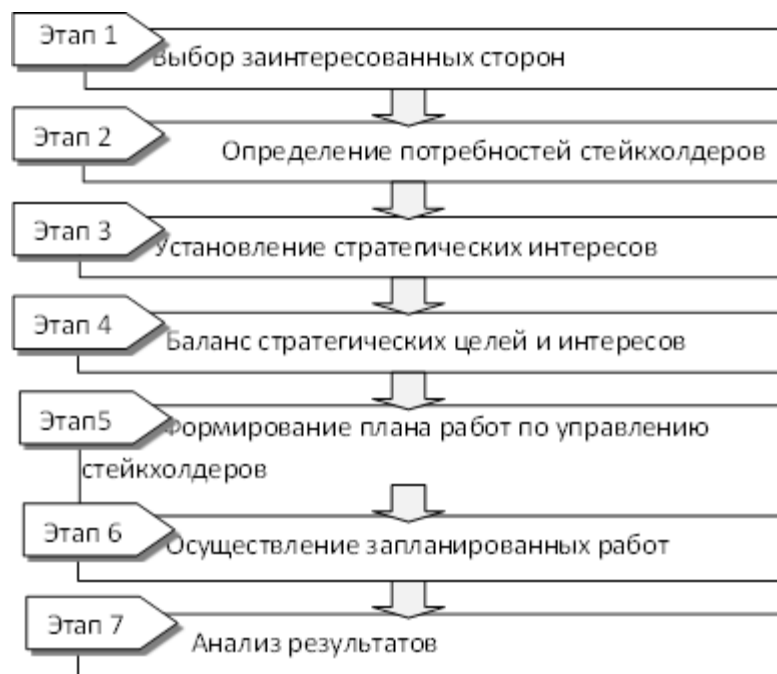 Этап 1
Выбор заинтересованных сторон
Этап 2
Определение потребностей стейкхолдеров
Этап 3
Установление стратегических интересов
Этап 4
Баланс стратегических целей и интересов
Этап5
Формирование плана работ по управлению
стейкхолдеров
Этап 6
Осуществление запланированных работ
Этап 7
Анализ результатов